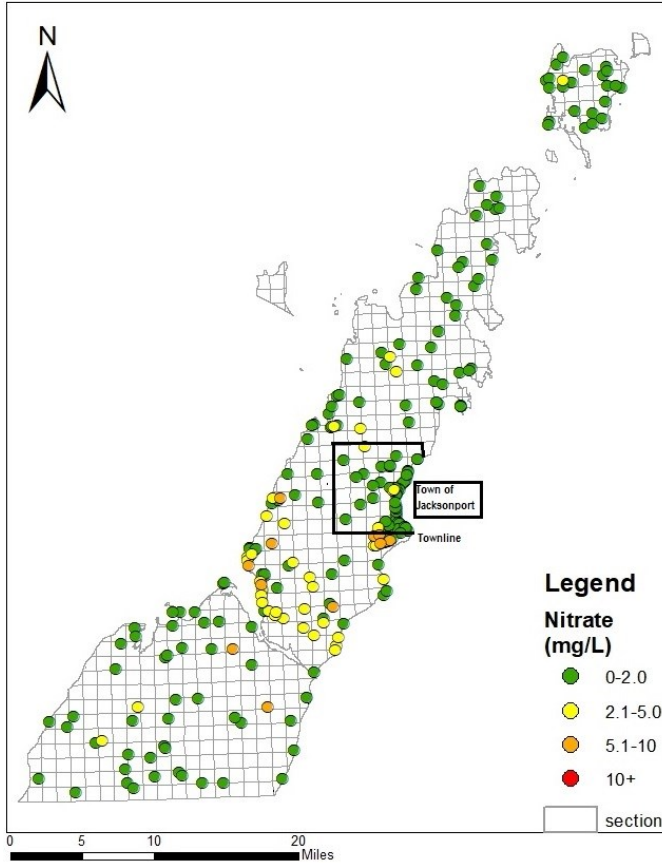 N
Town of
Jacksonport
Townline
Legend
Nitrate
(mg/L)
0-2.0
2.1-5.0
5.1-10
10+
section
0 5 10 20
Miles